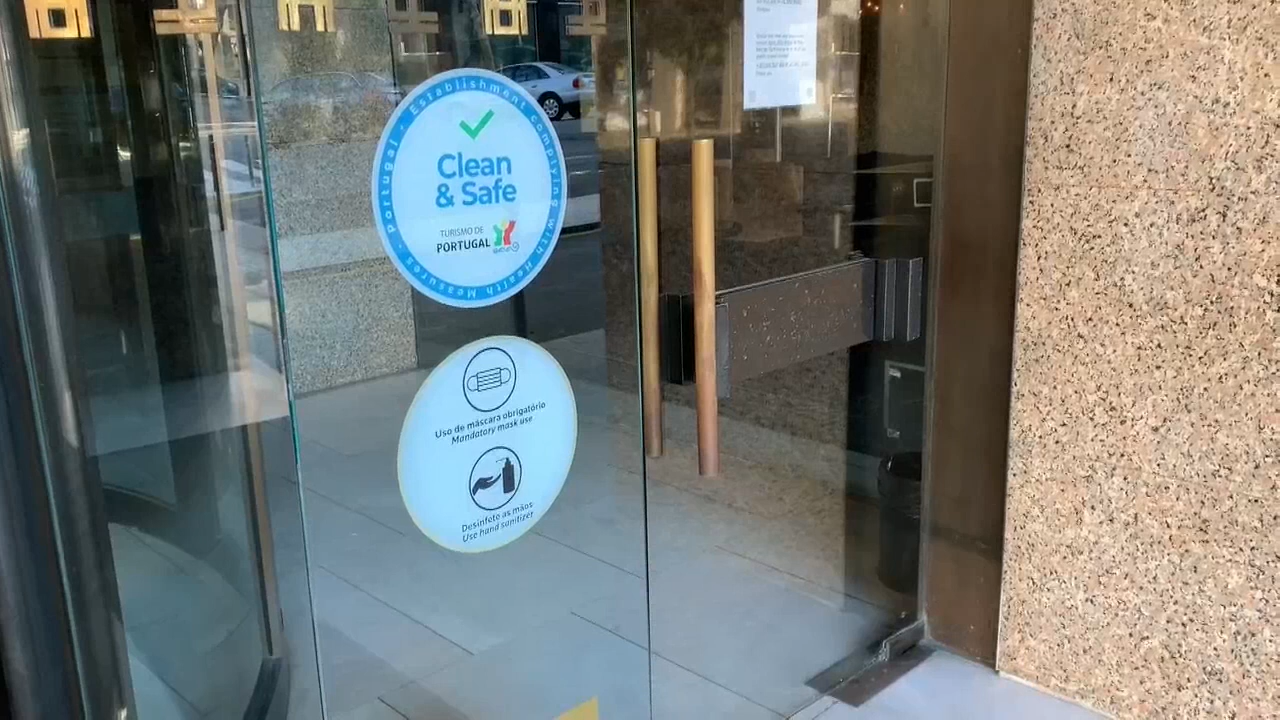 Portugal - Establishment complying with Health Measures -
Clean
& Safe
TURISMO DE
PORTUGAL
Uso de máscara obrigatório
Mandatory mask use
Desinfete as mãos
Use hand sanitizer